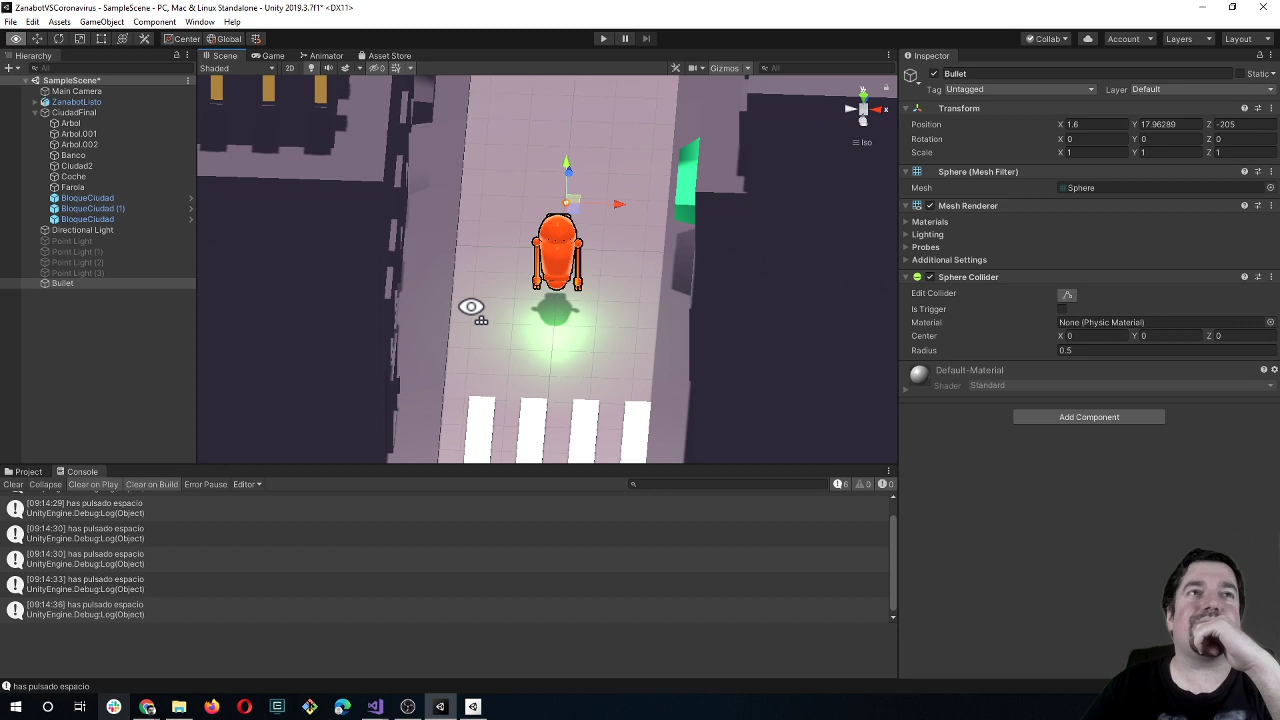 ZanabotVSCoronavirus - SampleScene - PC, Mac & Linux Standalone - Unity 2019.3.7f1* <DX11>
File Edit Assets GameObject Component Window Help
Center Global Collab Account Layers Layout
Hierarchy
All
SampleScene*
Main Camera
ZanabotListo
CiudadFinal
Arbol
Arbol.001
Arbol.002
Banco
Ciudad2
Coche
Farola
BloqueCiudad
BloqueCiudad (1)
BloqueCiudad
Directional Light
Point Light
Point Light (1)
Point Light (2)
Point Light (3)
Bullet
Scene Game Animator Asset Store
Shaded 2D 0 Gizmos All
y
x
Iso
Inspector
Bullet Static
Tag Untagged Layer Default
Transform
Position X 1.6 Y 17.96289 Z -205
Rotation X 0 Y 0 Z 0
Scale X 1 Y 1 Z 1
Sphere (Mesh Filter)
Mesh Sphere
Mesh Renderer
Materials
Lighting
Probes
Additional Settings
Sphere Collider
Edit Collider
Is Trigger
Material None (Physic Material)
Center X 0 Y 0 Z 0
Radius 0.5
Default-Material
Shader Standard
Add Component
Project Console
Clear Collapse Clear on Play Clear on Build Error Pause Editor 6 0 0
[09:14:29] has pulsado espacio
UnityEngine.Debug:Log(Object)
[09:14:30] has pulsado espacio
UnityEngine.Debug:Log(Object)
[09:14:30] has pulsado espacio
UnityEngine.Debug:Log(Object)
[09:14:33] has pulsado espacio
UnityEngine.Debug:Log(Object)
[09:14:36] has pulsado espacio
UnityEngine.Debug:Log(Object)
has pulsado espacio